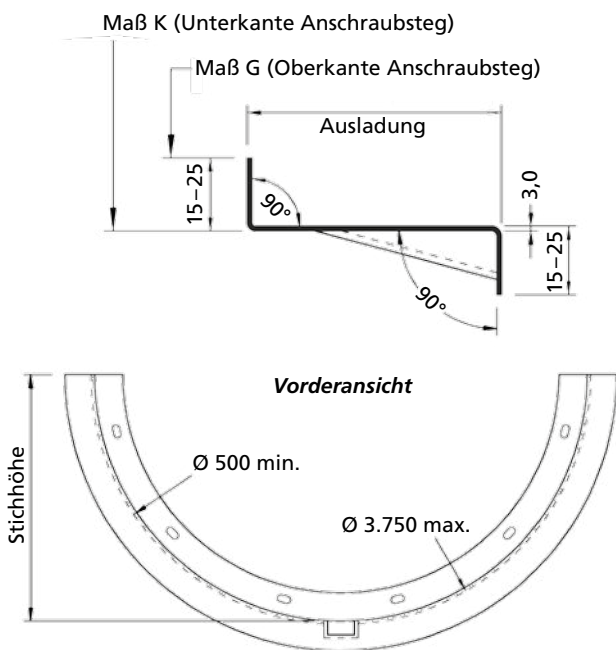 Maß K (Unterkante Anschraubsteg)
Maß G (Oberkante Anschraubsteg)
Ausladung
15–25
90°
3,0
15–25
90°
Vorderansicht
Stichhöhe
Ø 500 min.
Ø 3.750 max.